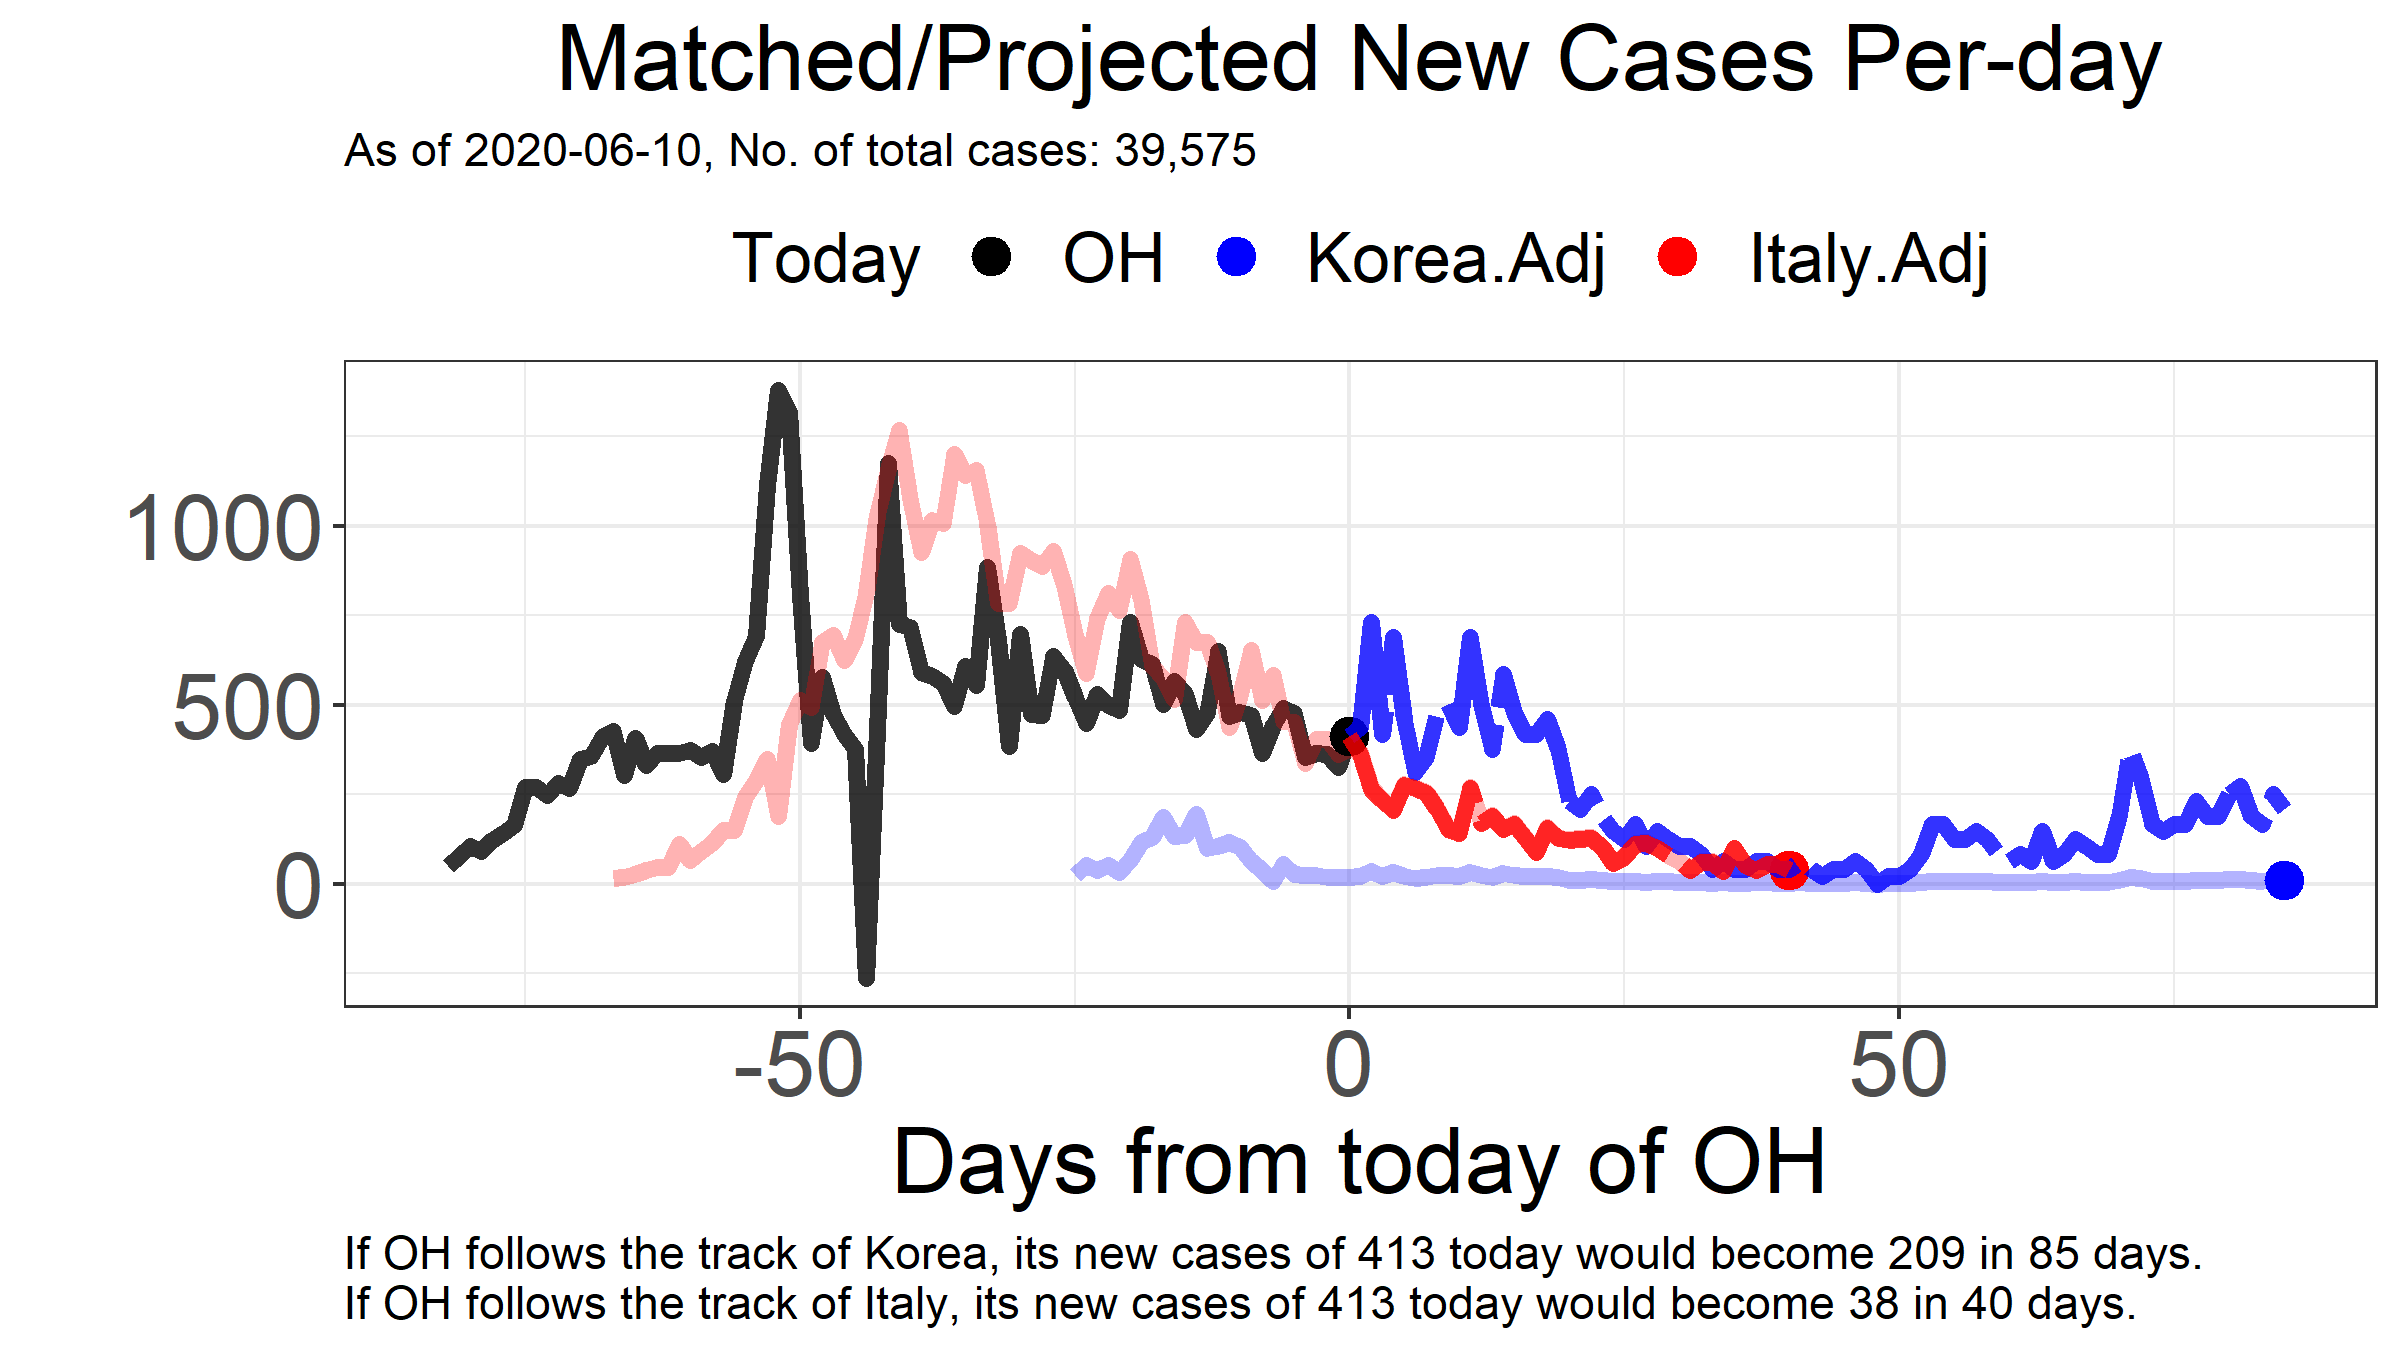 Matched/Projected New Cases Per-day
As of 2020-06-10, No. of total cases: 39,575
Today OH Korea.Adj Italy.Adj
1000
500
0
-50 0 50
Days from today of OH
If OH follows the track of Korea, its new cases of 413 today would become 209 in 85 days.
If OH follows the track of Italy, its new cases of 413 today would become 38 in 40 days.